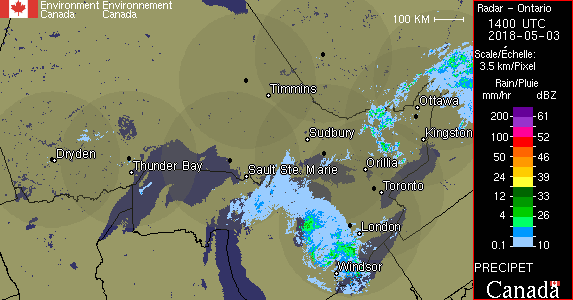 Environment Environnement
Canada Canada
100 KM
Timmins
Ottawa
Sudbury
Kingston
Dryden
Thunder Bay
Sault Ste. Marie
Orillia
Toronto
London
Windsor
Radar - Ontario
1400 UTC
2018-05-03
Scale/Échelle:
3.5 km/Pixel
Rain/Pluie
mm/hr dBZ
200 61
100 52
50 46
24 39
12 33
4 26
0.1 10
PRECIPET
Canada